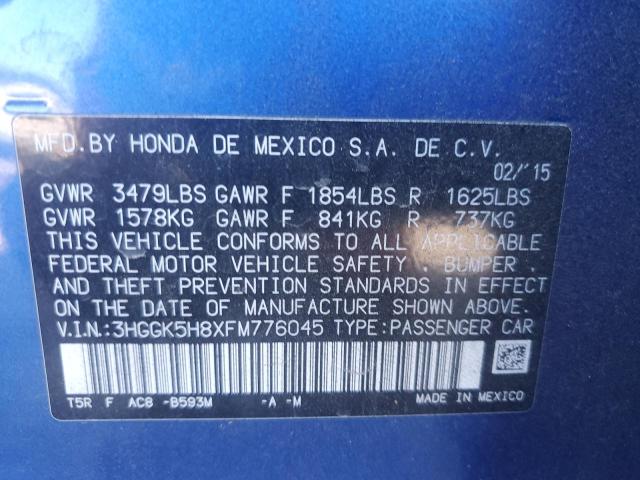 MFD. BY HONDA DE MEXICO S.A. DE C.V.
02/15
GVWR 3479LBS GAWR F 1854LBS R 1625LBS
GVWR 1578KG GAWR F 841KG R 737KG
THIS VEHICLE CONFORMS TO ALL APPLICABLE
FEDERAL MOTOR VEHICLE SAFETY , BUMPER ,
AND THEFT PREVENTION STANDARDS IN EFFECT
ON THE DATE OF MANUFACTURE SHOWN ABOVE.
V.I.N.:3HGGK5H8XFM776045 TYPE:PASSENGER CAR
T5R F AC8 -B593M -A -M MADE IN MEXICO